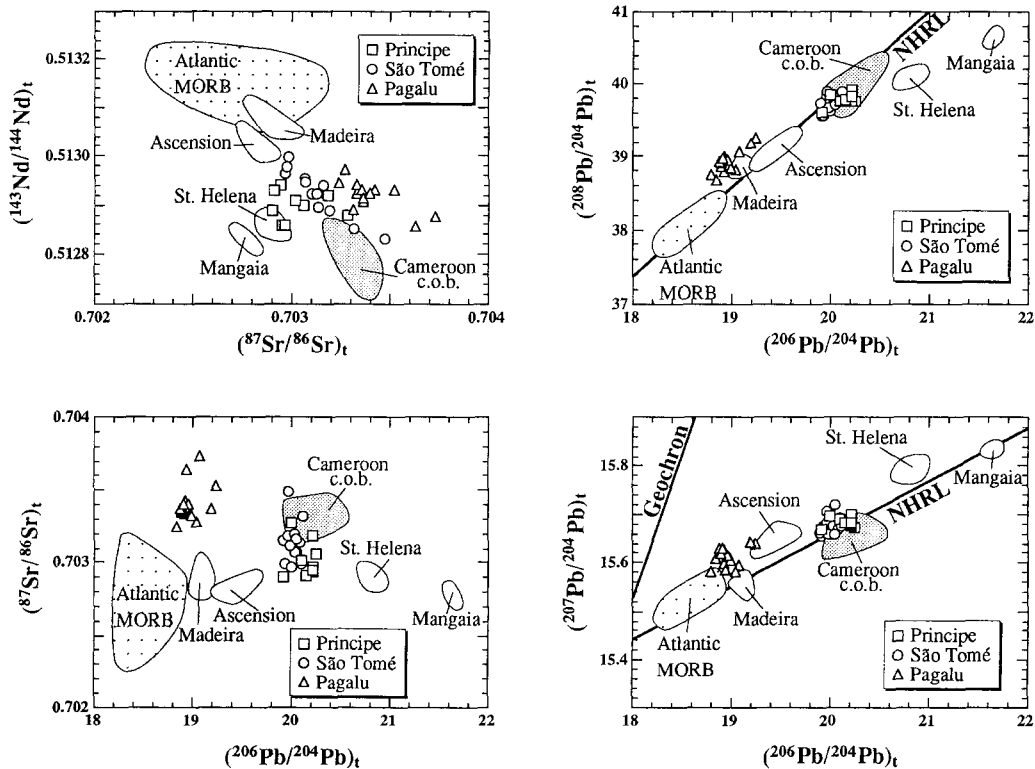 0.5132
0.5130
0.5128
(¹⁴³Nd/¹⁴⁴Nd)ₜ
0.702
0.703
0.704
(⁸⁷Sr/⁸⁶Sr)ₜ
Atlantic
MORB
Ascension
Madeira
St. Helena
Mangaia
Cameroon
c.o.b.
Principe
São Tomé
Pagalu
41
40
39
38
37
(²⁰⁸Pb/²⁰⁴Pb)ₜ
18
19
20
21
22
(²⁰⁶Pb/²⁰⁴Pb)ₜ
Cameroon
c.o.b.
NHRL
Mangaia
St. Helena
Ascension
Madeira
Atlantic
MORB
Principe
São Tomé
Pagalu
0.704
0.703
0.702
(⁸⁷Sr/⁸⁶Sr)ₜ
18
19
20
21
22
(²⁰⁶Pb/²⁰⁴Pb)ₜ
Cameroon
c.o.b.
St. Helena
Atlantic
MORB
Madeira
Ascension
Mangaia
Principe
São Tomé
Pagalu
15.8
15.6
15.4
(²⁰⁷Pb/²⁰⁴Pb)ₜ
18
19
20
21
22
(²⁰⁶Pb/²⁰⁴Pb)ₜ
Geochron
St. Helena
Mangaia
NHRL
Ascension
Cameroon
c.o.b.
Madeira
Atlantic
MORB
Principe
São Tomé
Pagalu